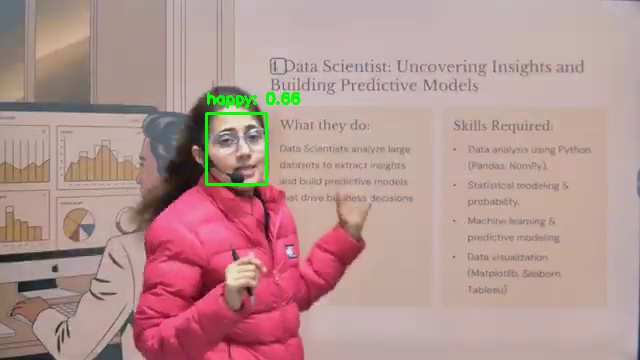 happy: 0.66
1 Data Scientist: Uncovering Insights and
Building Predictive Models
What they do:
Data Scientists analyze large
datasets to extract insights
and build predictive models
that drive business decisions
Skills Required:
• Data analysis using Python
(Pandas, NumPy).
• Statistical modeling &
probability.
• Machine learning &
predictive modeling
• Data visualization
(Matplotlib, Seaborn,
Tableau)